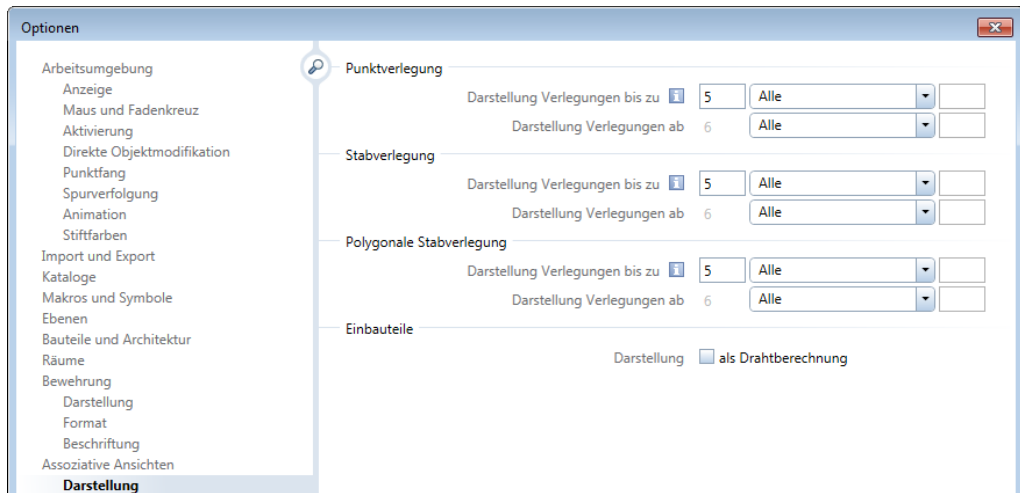 Optionen
Arbeitsumgebung
Anzeige
Maus und Fadenkreuz
Aktivierung
Direkte Objektmodifikation
Punktfang
Spurverfolgung
Animation
Stiftfarben
Import und Export
Kataloge
Makros und Symbole
Ebenen
Bauteile und Architektur
Räume
Bewehrung
Darstellung
Format
Beschriftung
Assoziative Ansichten
Darstellung
Punktverlegung
Darstellung Verlegungen bis zu i 5 Alle
Darstellung Verlegungen ab 6 Alle
Stabverlegung
Darstellung Verlegungen bis zu i 5 Alle
Darstellung Verlegungen ab 6 Alle
Polygonale Stabverlegung
Darstellung Verlegungen bis zu i 5 Alle
Darstellung Verlegungen ab 6 Alle
Einbauteile
Darstellung als Drahtberechnung